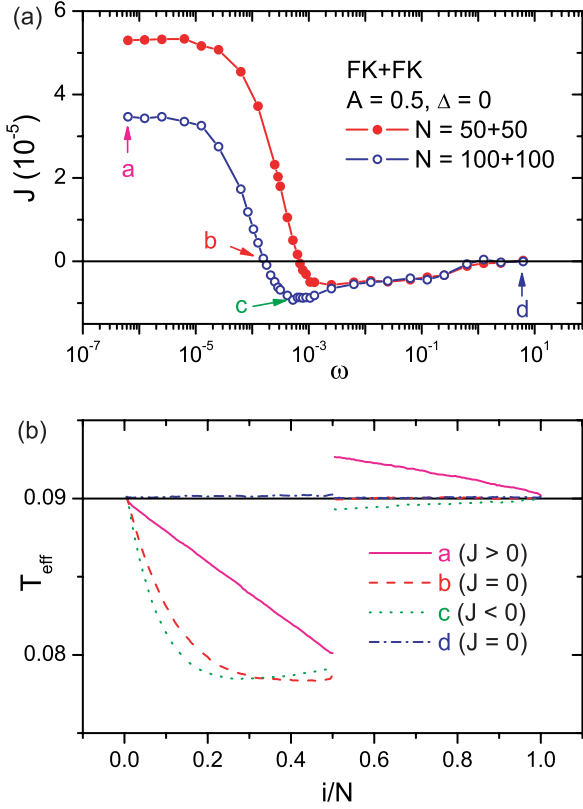 (a)
6
4
2
0
J (10⁻⁵)
FK+FK
A = 0.5, Δ = 0
N = 50+50
N = 100+100
a
b
c
d
10⁻⁷ 10⁻⁵ 10⁻³ 10⁻¹ 10¹
ω
(b)
0.09
0.08
T_eff
a (J > 0)
b (J = 0)
c (J < 0)
d (J = 0)
0.0 0.2 0.4 0.6 0.8 1.0
i/N